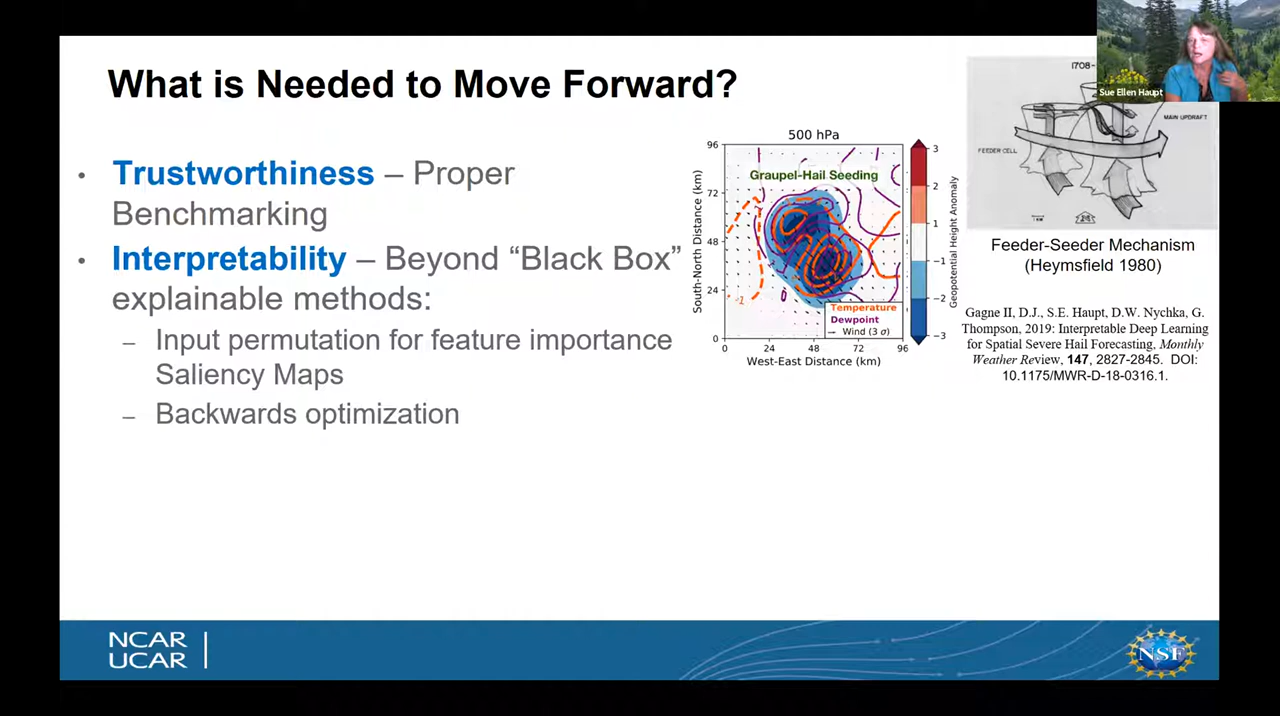 What is Needed to Move Forward?
Sue Ellen Haupt
• Trustworthiness – Proper
Benchmarking
• Interpretability – Beyond “Black Box”
explainable methods:
– Input permutation for feature importance
Saliency Maps
– Backwards optimization
500 hPa
Graupel-Hail Seeding
South-North Distance (km)
96
72
48
24
0
-1
Temperature
Dewpoint
→ Wind (3 σ)
0 24 48 72 96
West-East Distance (km)
3
2
1
−1
−2
−3
Geopotential Height Anomaly
1708-
MAIN UPDRAFT
FEEDER CELL
Feeder-Seeder Mechanism
(Heymsfield 1980)
Gagne II, D.J., S.E. Haupt, D.W. Nychka, G.
Thompson, 2019: Interpretable Deep Learning
for Spatial Severe Hail Forecasting, Monthly
Weather Review, 147, 2827-2845. DOI:
10.1175/MWR-D-18-0316.1.
NCAR
UCAR
NSF